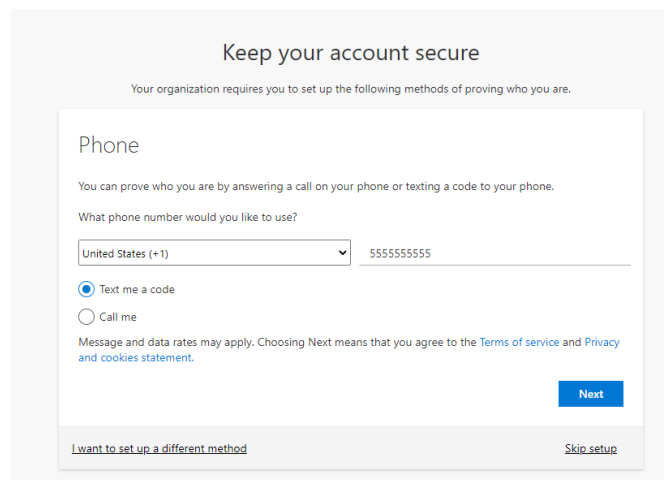 Keep your account secure
Your organization requires you to set up the following methods of proving who you are.
Phone
You can prove who you are by answering a call on your phone or texting a code to your phone.
What phone number would you like to use?
United States (+1) 5555555555
Text me a code
Call me
Message and data rates may apply. Choosing Next means that you agree to the Terms of service and Privacy
and cookies statement.
Next
I want to set up a different method Skip setup